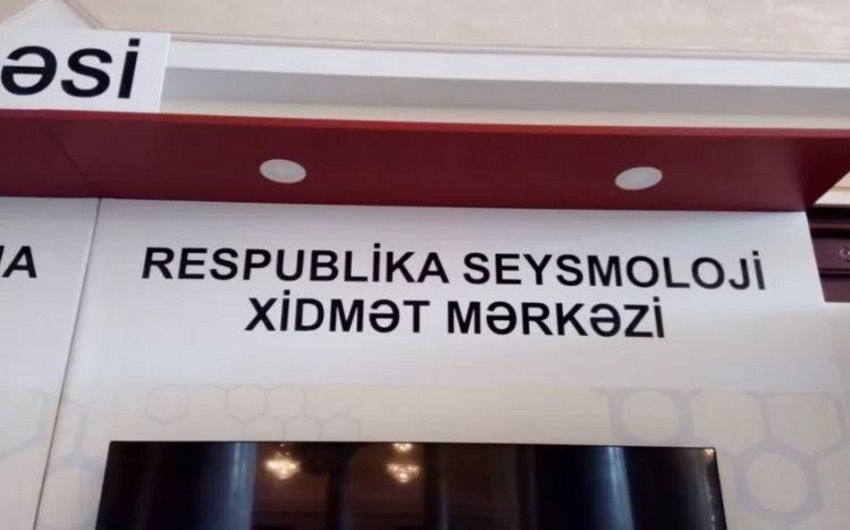 əsi
RESPUBLİKA SEYSMOLOJİ
XİDMƏT MƏRKƏZİ